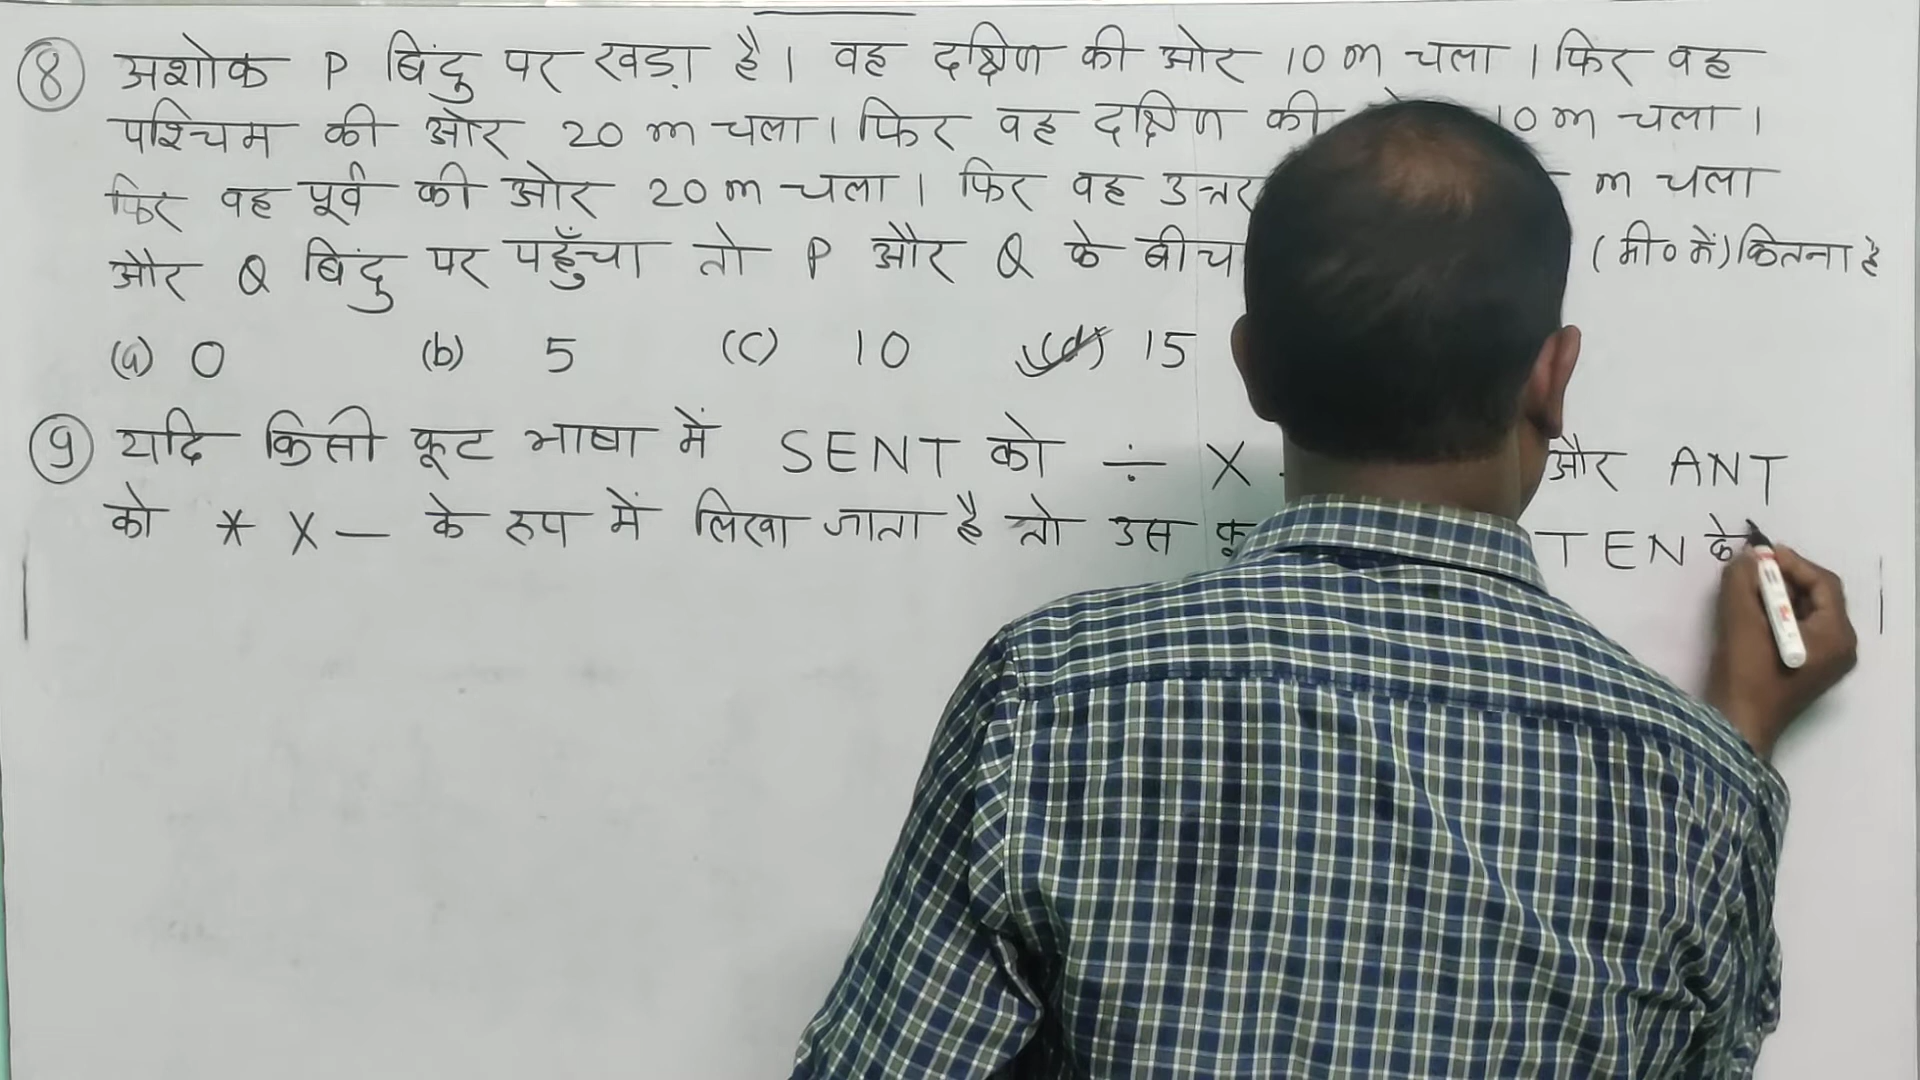 8 अशोक P बिंदु पर खड़ा है। वह दक्षिण की ओर 10 m चला । फिर वह
पश्चिम की ओर 20 m चला। फिर वह दक्षिण की 10 m चला ।
फिर वह पूर्व की ओर 20 m चला। फिर वह उत्तर m चला
और Q बिंदु पर पहुँचा तो P और Q के बीच (मी० में) कितना है
(a) 0 (b) 5 (c) 10 (d) 15
9 यदि किसी कूट भाषा में SENT को ÷ X और ANT
को * X — के रुप में लिखा जाता है तो उस TEN के